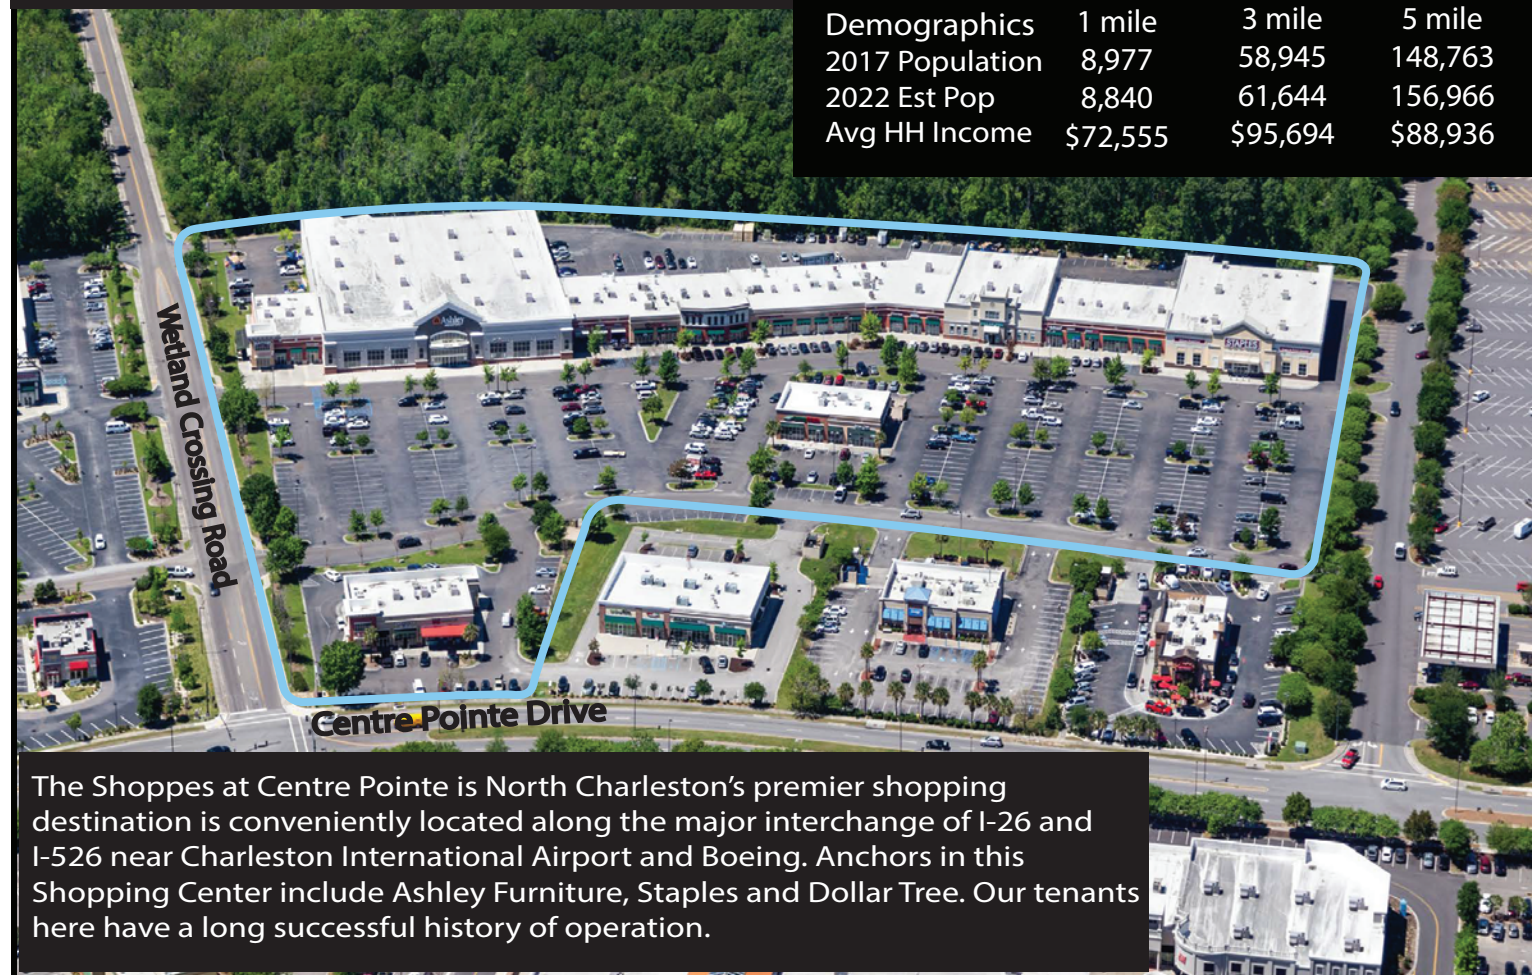 Demographics 1 mile 3 mile 5 mile
2017 Population 8,977 58,945 148,763
2022 Est Pop 8,840 61,644 156,966
Avg HH Income $72,555 $95,694 $88,936
Ashley
STAPLES
Wetland Crossing Road
Centre Pointe Drive
The Shoppes at Centre Pointe is North Charleston’s premier shopping
destination is conveniently located along the major interchange of I-26 and
I-526 near Charleston International Airport and Boeing. Anchors in this
Shopping Center include Ashley Furniture, Staples and Dollar Tree. Our tenants
here have a long successful history of operation.